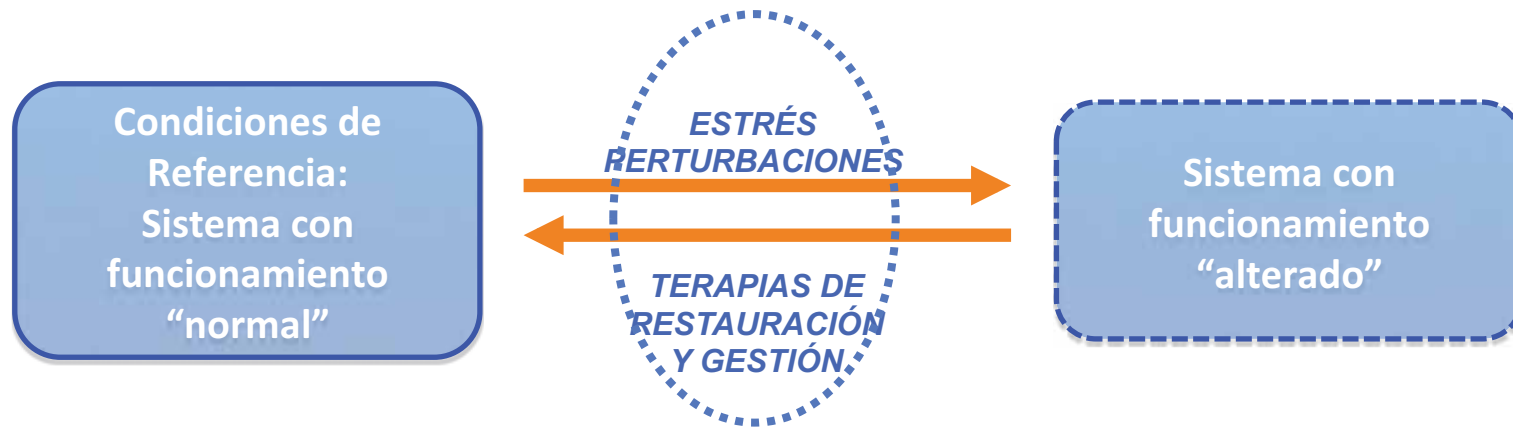 Condiciones de
Referencia:
Sistema con
funcionamiento
“normal”
ESTRÉS
PERTURBACIONES
TERAPIAS DE
RESTAURACIÓN
Y GESTIÓN
Sistema con
funcionamiento
“alterado”